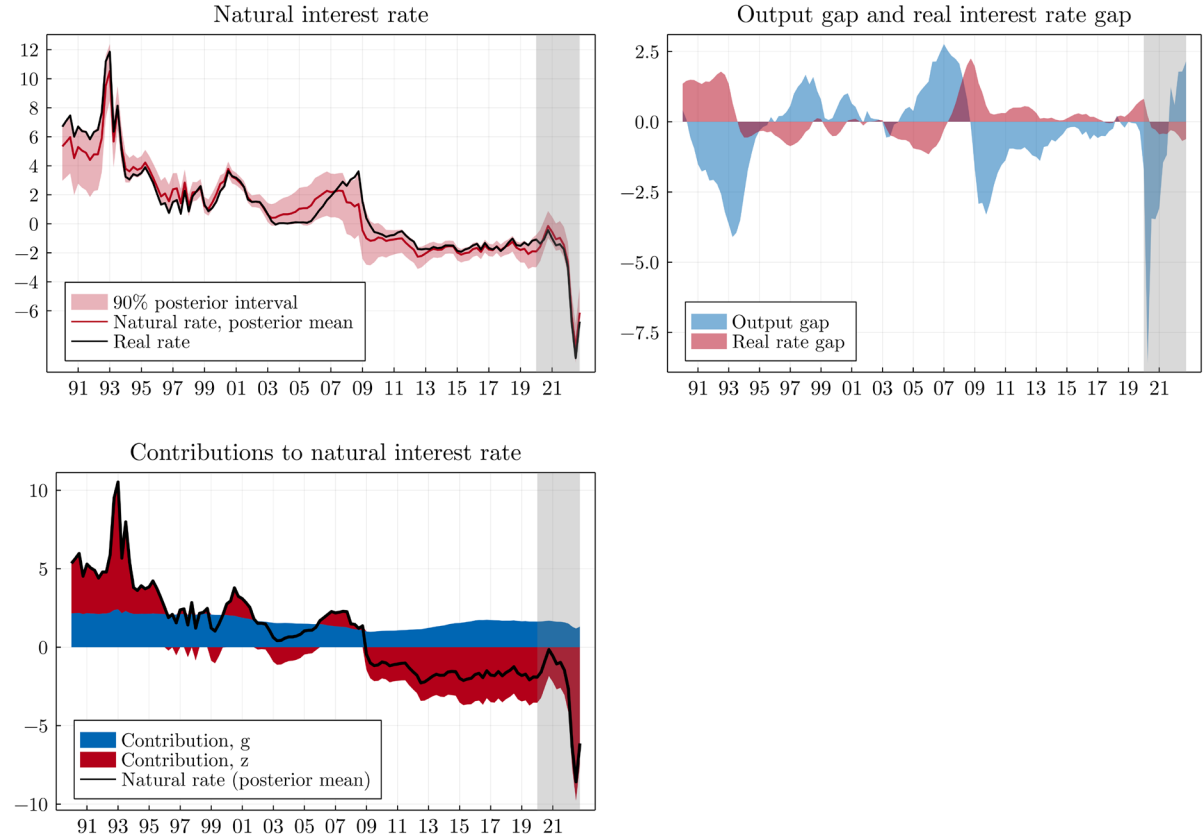 Natural interest rate
12
10
8
6
4
2
0
−2
−4
−6
90% posterior interval
Natural rate, posterior mean
Real rate
91 93 95 97 99 01 03 05 07 09 11 13 15 17 19 21
Output gap and real interest rate gap
2.5
0.0
−2.5
−5.0
−7.5
Output gap
Real rate gap
91 93 95 97 99 01 03 05 07 09 11 13 15 17 19 21
Contributions to natural interest rate
10
5
0
−5
−10
Contribution, g
Contribution, z
Natural rate (posterior mean)
91 93 95 97 99 01 03 05 07 09 11 13 15 17 19 21